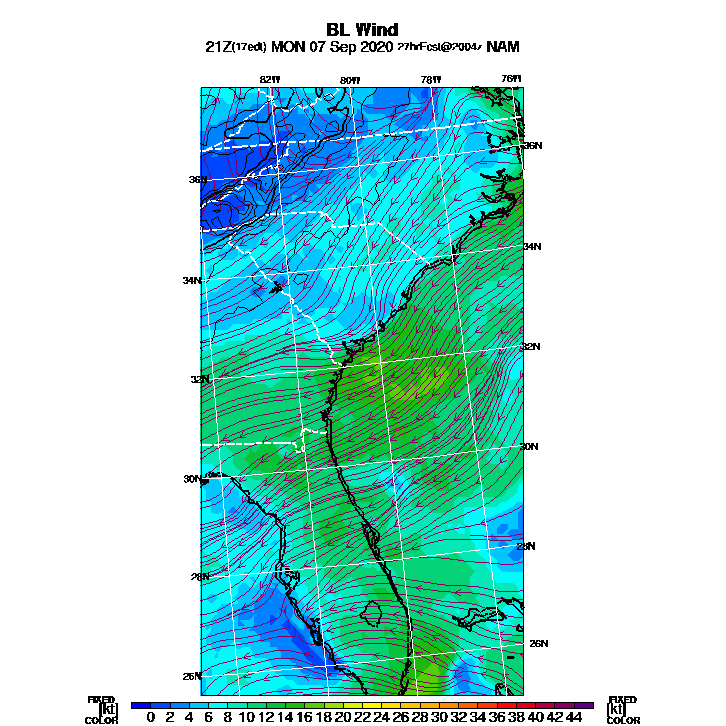 BL Wind
21Z(17edt) MON 07 Sep 2020 27hrFcst@2004z NAM
82W 80W 78W 76W
36N
36N
34N
34N
32N
32N
30N
30N
28N
28N
26N
26N
FIXED FIXED
[kt] 0 2 4 6 8 10 12 14 16 18 20 22 24 26 28 30 32 34 36 38 40 42 44 [kt]
COLOR COLOR